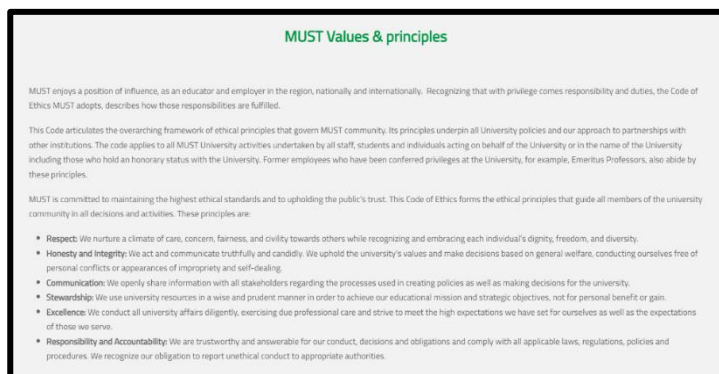 MUST Values & principles
MUST enjoys a position of influence, as an educator and employer in the region, nationally and internationally. Recognizing that with privilege comes responsibility and duties, the Code of
Ethics MUST adopts, describes how those responsibilities are fulfilled.
This Code articulates the overarching framework of ethical principles that govern MUST community. Its principles underpin all University policies and our approach to partnerships with
other institutions. The code applies to all MUST University activities undertaken by all staff, students and individuals acting on behalf of the University or in the name of the University
including those who hold an honorary status with the University. Former employees who have been conferred privileges at the University, for example, Emeritus Professors, also abide by
these principles.
MUST is committed to maintaining the highest ethical standards and to upholding the public's trust. This Code of Ethics forms the ethical principles that guide all members of the university
community in all decisions and activities. These principles are:
• Respect: We nurture a climate of care, concern, fairness, and civility towards others while recognizing and embracing each individual's dignity, freedom, and diversity.
• Honesty and Integrity: We act and communicate truthfully and candidly. We uphold the university's values and make decisions based on general welfare, conducting ourselves free of
personal conflicts or appearances of impropriety and self-dealing.
• Communication: We openly share information with all stakeholders regarding the processes used in creating policies as well as making decisions for the university.
• Stewardship: We use university resources in a wise and prudent manner in order to achieve our educational mission and strategic objectives, not for personal benefit or gain.
• Excellence: We conduct all university affairs diligently, exercising due professional care and strive to meet the high expectations we have set for ourselves as well as the expectations
of those we serve.
• Responsibility and Accountability: We are trustworthy and answerable for our conduct, decisions and obligations and comply with all applicable laws, regulations, policies and
procedures. We recognize our obligation to report unethical conduct to appropriate authorities.